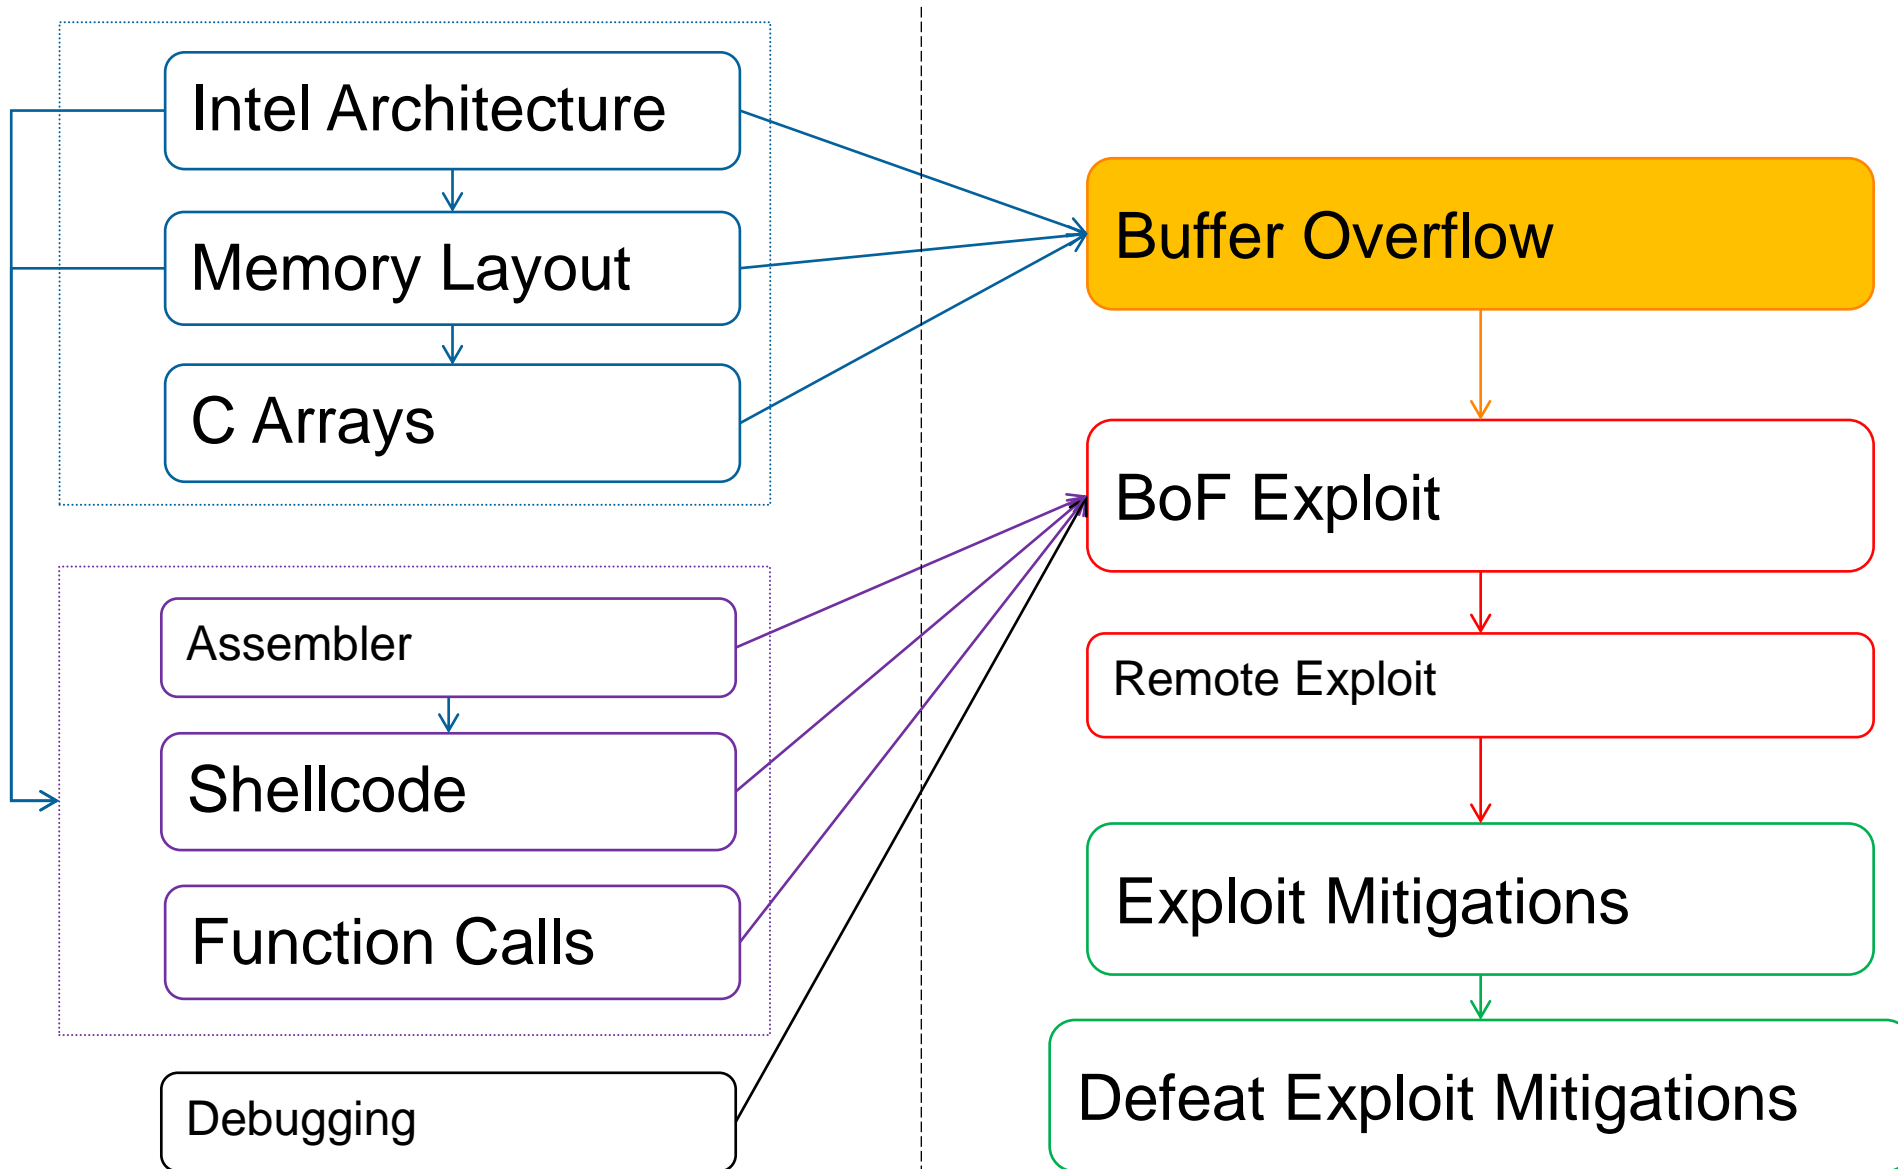 Intel Architecture
Memory Layout
C Arrays
Assembler
Shellcode
Function Calls
Debugging
Buffer Overflow
BoF Exploit
Remote Exploit
Exploit Mitigations
Defeat Exploit Mitigations